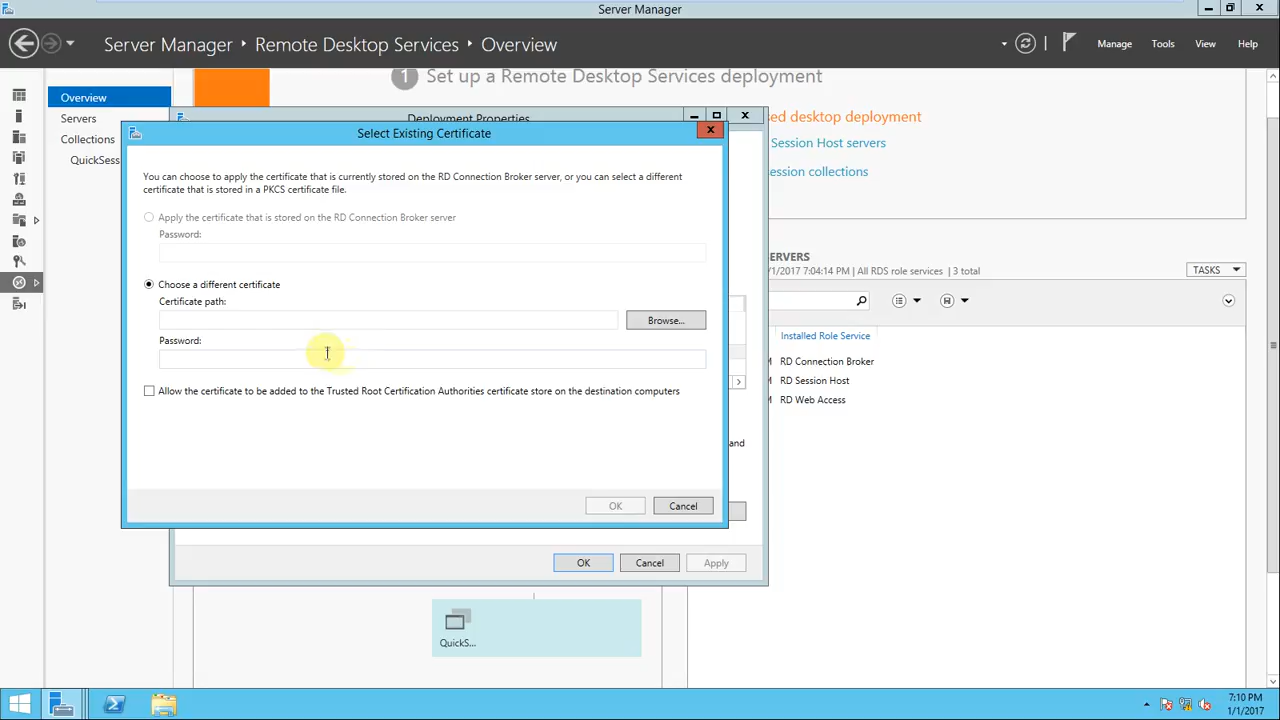 Server Manager
Server Manager ‣ Remote Desktop Services ‣ Overview
Manage Tools View Help
1 Set up a Remote Desktop Services deployment
Overview
Servers
Collections
QuickSess
sed desktop deployment
Session Host servers
ession collections
Deployment Properties
Select Existing Certificate
You can choose to apply the certificate that is currently stored on the RD Connection Broker server, or you can select a different
certificate that is stored in a PKCS certificate file.
Apply the certificate that is stored on the RD Connection Broker server
Password:
Choose a different certificate
Certificate path:
Browse...
Password:
Allow the certificate to be added to the Trusted Root Certification Authorities certificate store on the destination computers
OK Cancel
and
OK Cancel Apply
ERVERS
/1/2017 7:04:14 PM | All RDS role services | 3 total
TASKS
Installed Role Service
M RD Connection Broker
M RD Session Host
M RD Web Access
QuickS...
7:10 PM
1/1/2017